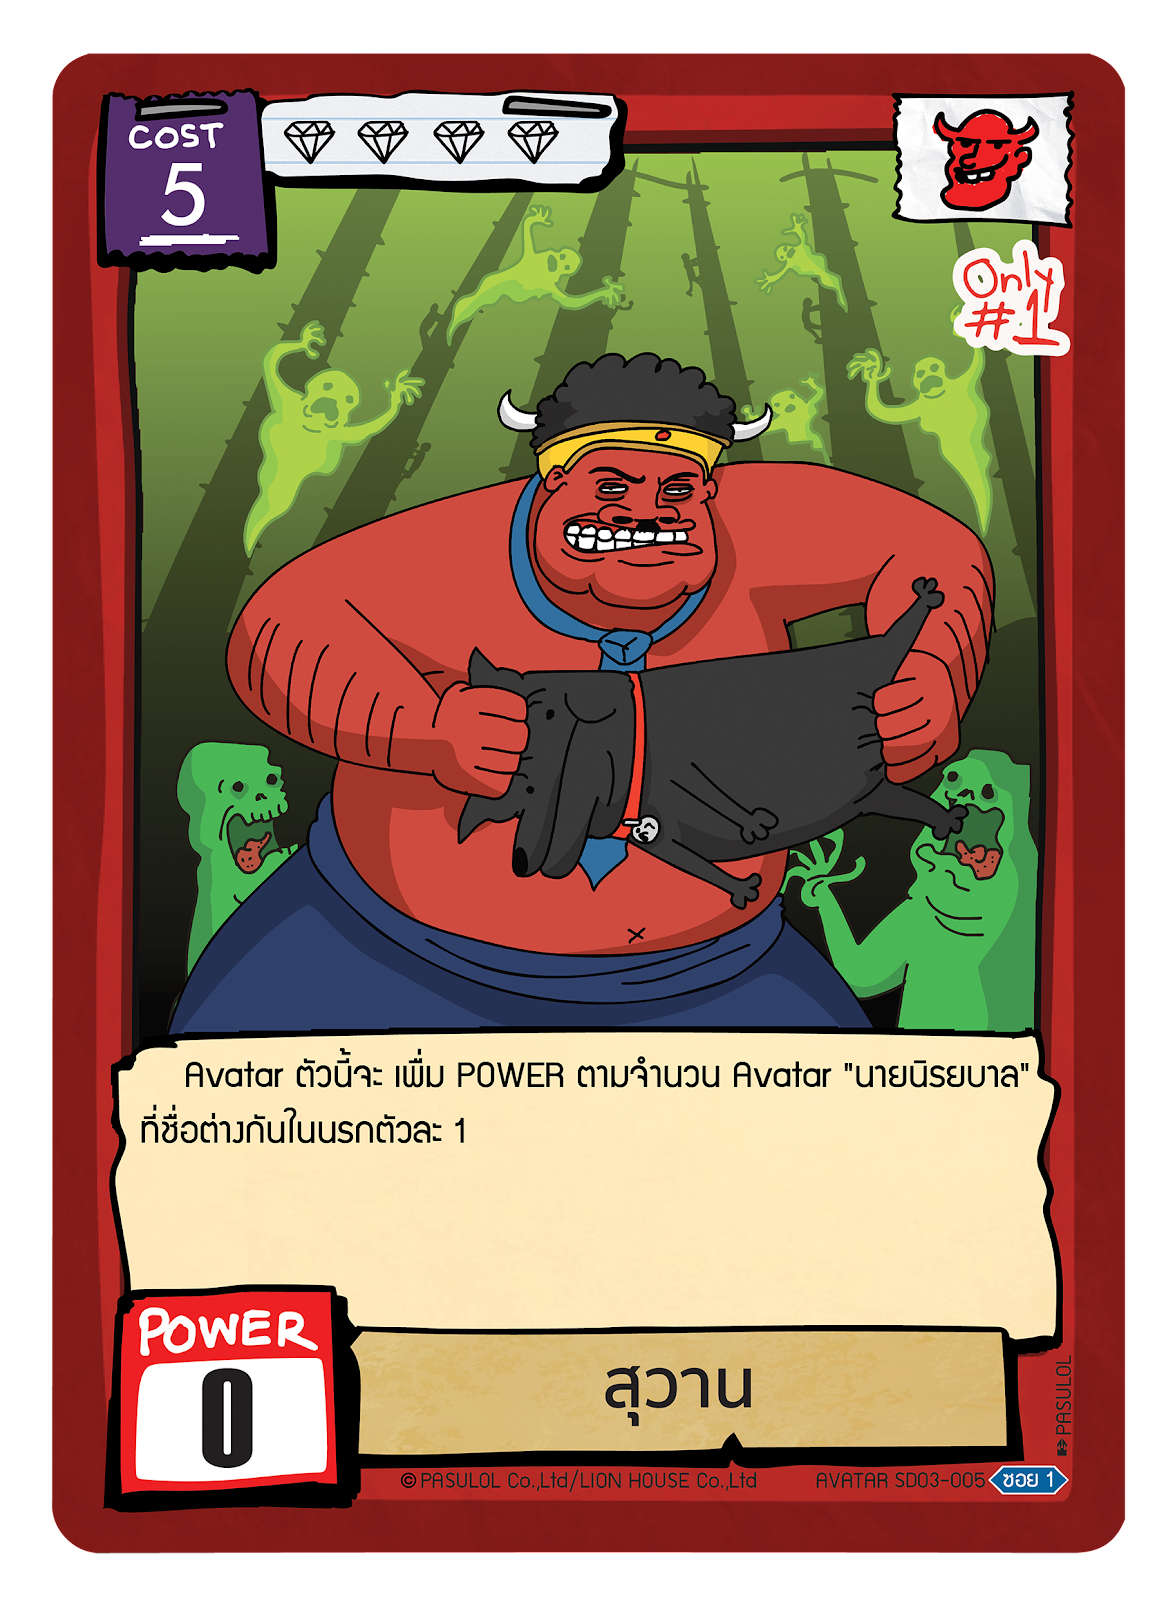 COST
5
Only
#1
Avatar ตัวนี้จะ เพิ่ม POWER ตามจำนวน Avatar "นายนิรยบาล"
ที่ชื่อต่างกันในนรกตัวละ 1
POWER
0
สุวาน
PASULOL
© PASULOL Co.,Ltd/LION HOUSE Co.,Ltd
AVATAR SD03-005 ซอย 1